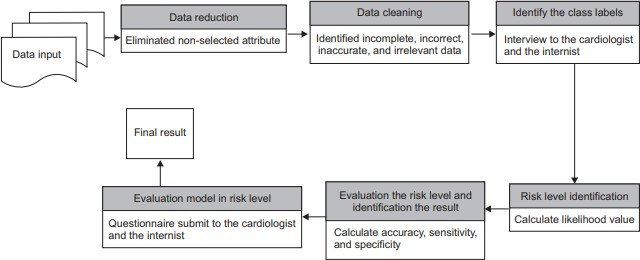 Data input
Data reduction
Eliminated non-selected attribute
Data cleaning
Identified incomplete, incorrect,
inaccurate, and irrelevant data
Identify the class labels
Interview to the cardiologist
and the internist
Risk level identification
Calculate likelihood value
Evaluation the risk level and
identification the result
Calculate accuracy, sensitivity,
and specificity
Evaluation model in risk level
Questionnaire submit to the cardiologist
and the internist
Final result